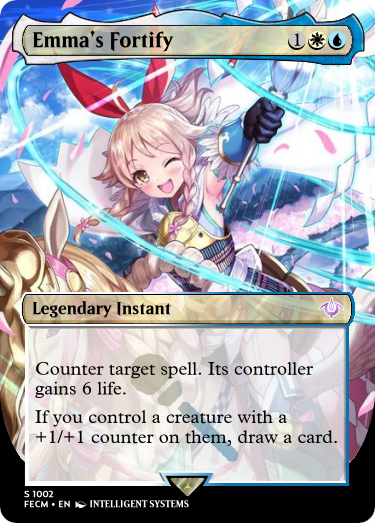 Emma's Fortify 1
Legendary Instant
Counter target spell. Its controller
gains 6 life.
If you control a creature with a
+1/+1 counter on them, draw a card.
S 1002
FECM • EN INTELLIGENT SYSTEMS